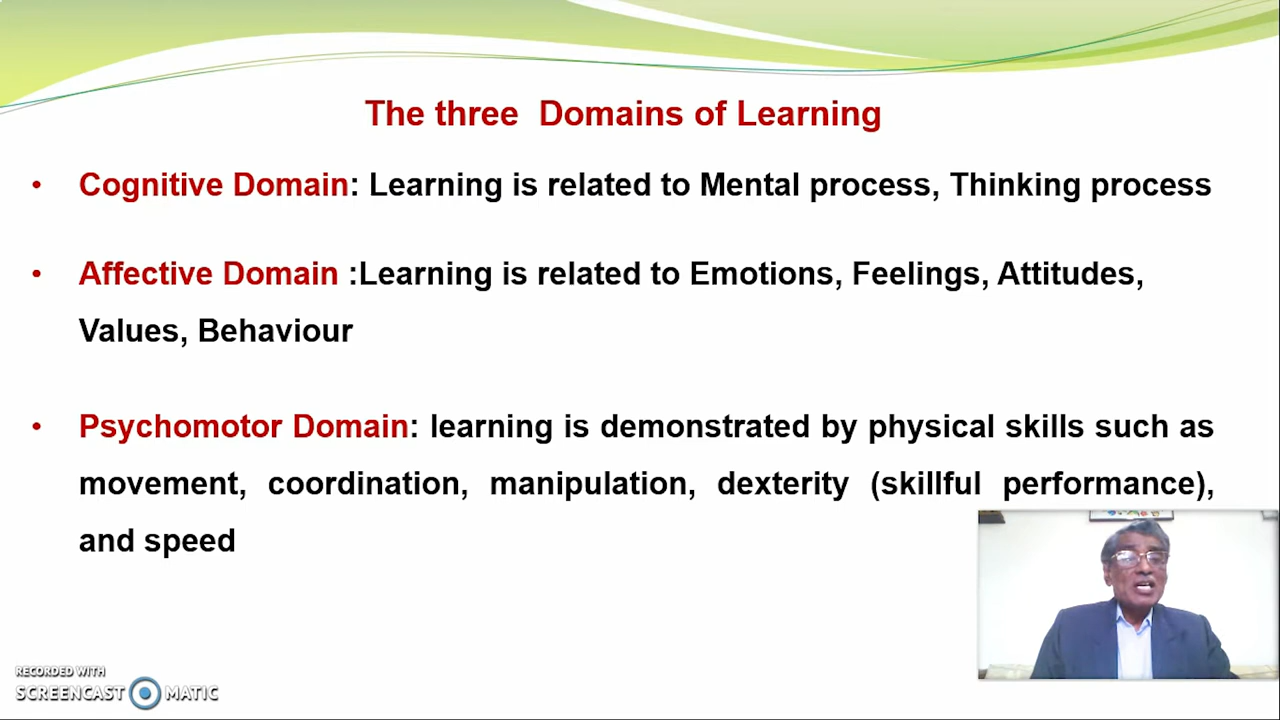 The three Domains of Learning
• Cognitive Domain: Learning is related to Mental process, Thinking process
• Affective Domain :Learning is related to Emotions, Feelings, Attitudes,
Values, Behaviour
• Psychomotor Domain: learning is demonstrated by physical skills such as
movement, coordination, manipulation, dexterity (skillful performance),
and speed
RECORDED WITH
SCREENCAST MATIC